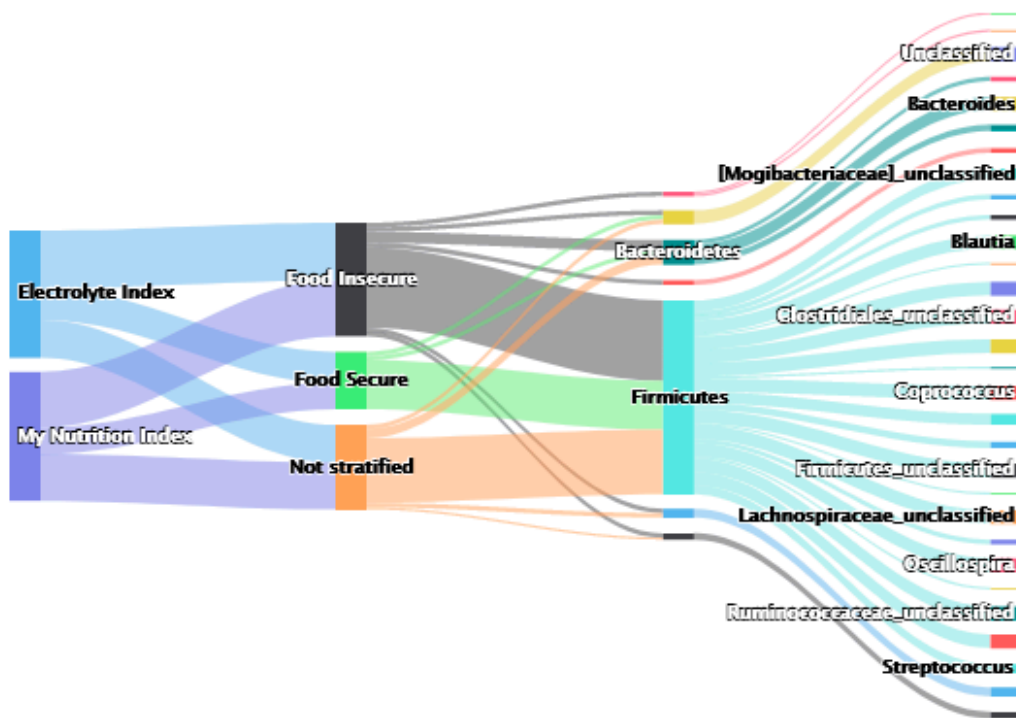 Electrolyte Index
My Nutrition Index
Food Insecure
Food Secure
Not stratified
Bacteroidetes
Firmicutes
Unclassified
Bacteroides
[Mogibacteriaceae]_unclassified
Blautia
Clostridiales_unclassified
Coprococcus
Firmicutes_unclassified
Lachnospiraceae_unclassified
Oscillospira
Ruminococcaceae_unclassified
Streptococcus